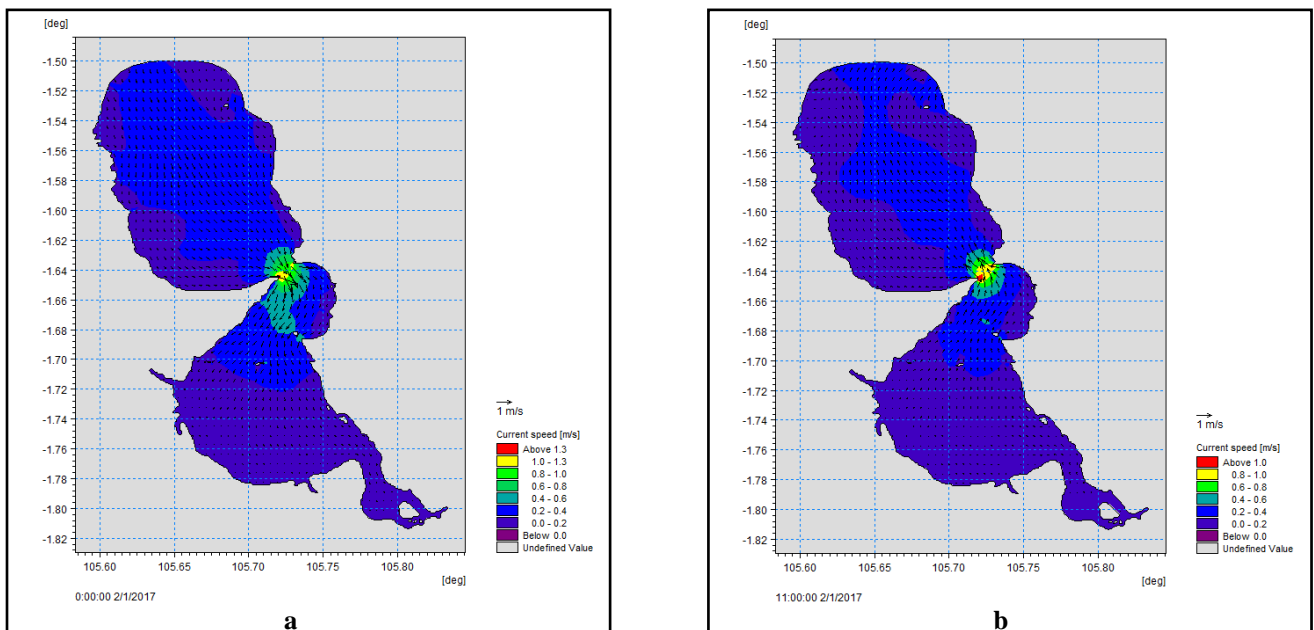 [deg]
-1.50
-1.52
-1.54
-1.56
-1.58
-1.60
-1.62
-1.64
-1.66
-1.68
-1.70
-1.72
-1.74
-1.76
-1.78
-1.80
-1.82
105.60 105.65 105.70 105.75 105.80
[deg]
1 m/s
Current speed [m/s]
Above 1.3
1.0 - 1.3
0.8 - 1.0
0.6 - 0.8
0.4 - 0.6
0.2 - 0.4
0.0 - 0.2
Below 0.0
Undefined Value
0:00:00 2/1/2017
a
[deg]
-1.50
-1.52
-1.54
-1.56
-1.58
-1.60
-1.62
-1.64
-1.66
-1.68
-1.70
-1.72
-1.74
-1.76
-1.78
-1.80
-1.82
105.60 105.65 105.70 105.75 105.80
[deg]
1 m/s
Current speed [m/s]
Above 1.0
0.8 - 1.0
0.6 - 0.8
0.4 - 0.6
0.2 - 0.4
0.0 - 0.2
Below 0.0
Undefined Value
11:00:00 2/1/2017
b